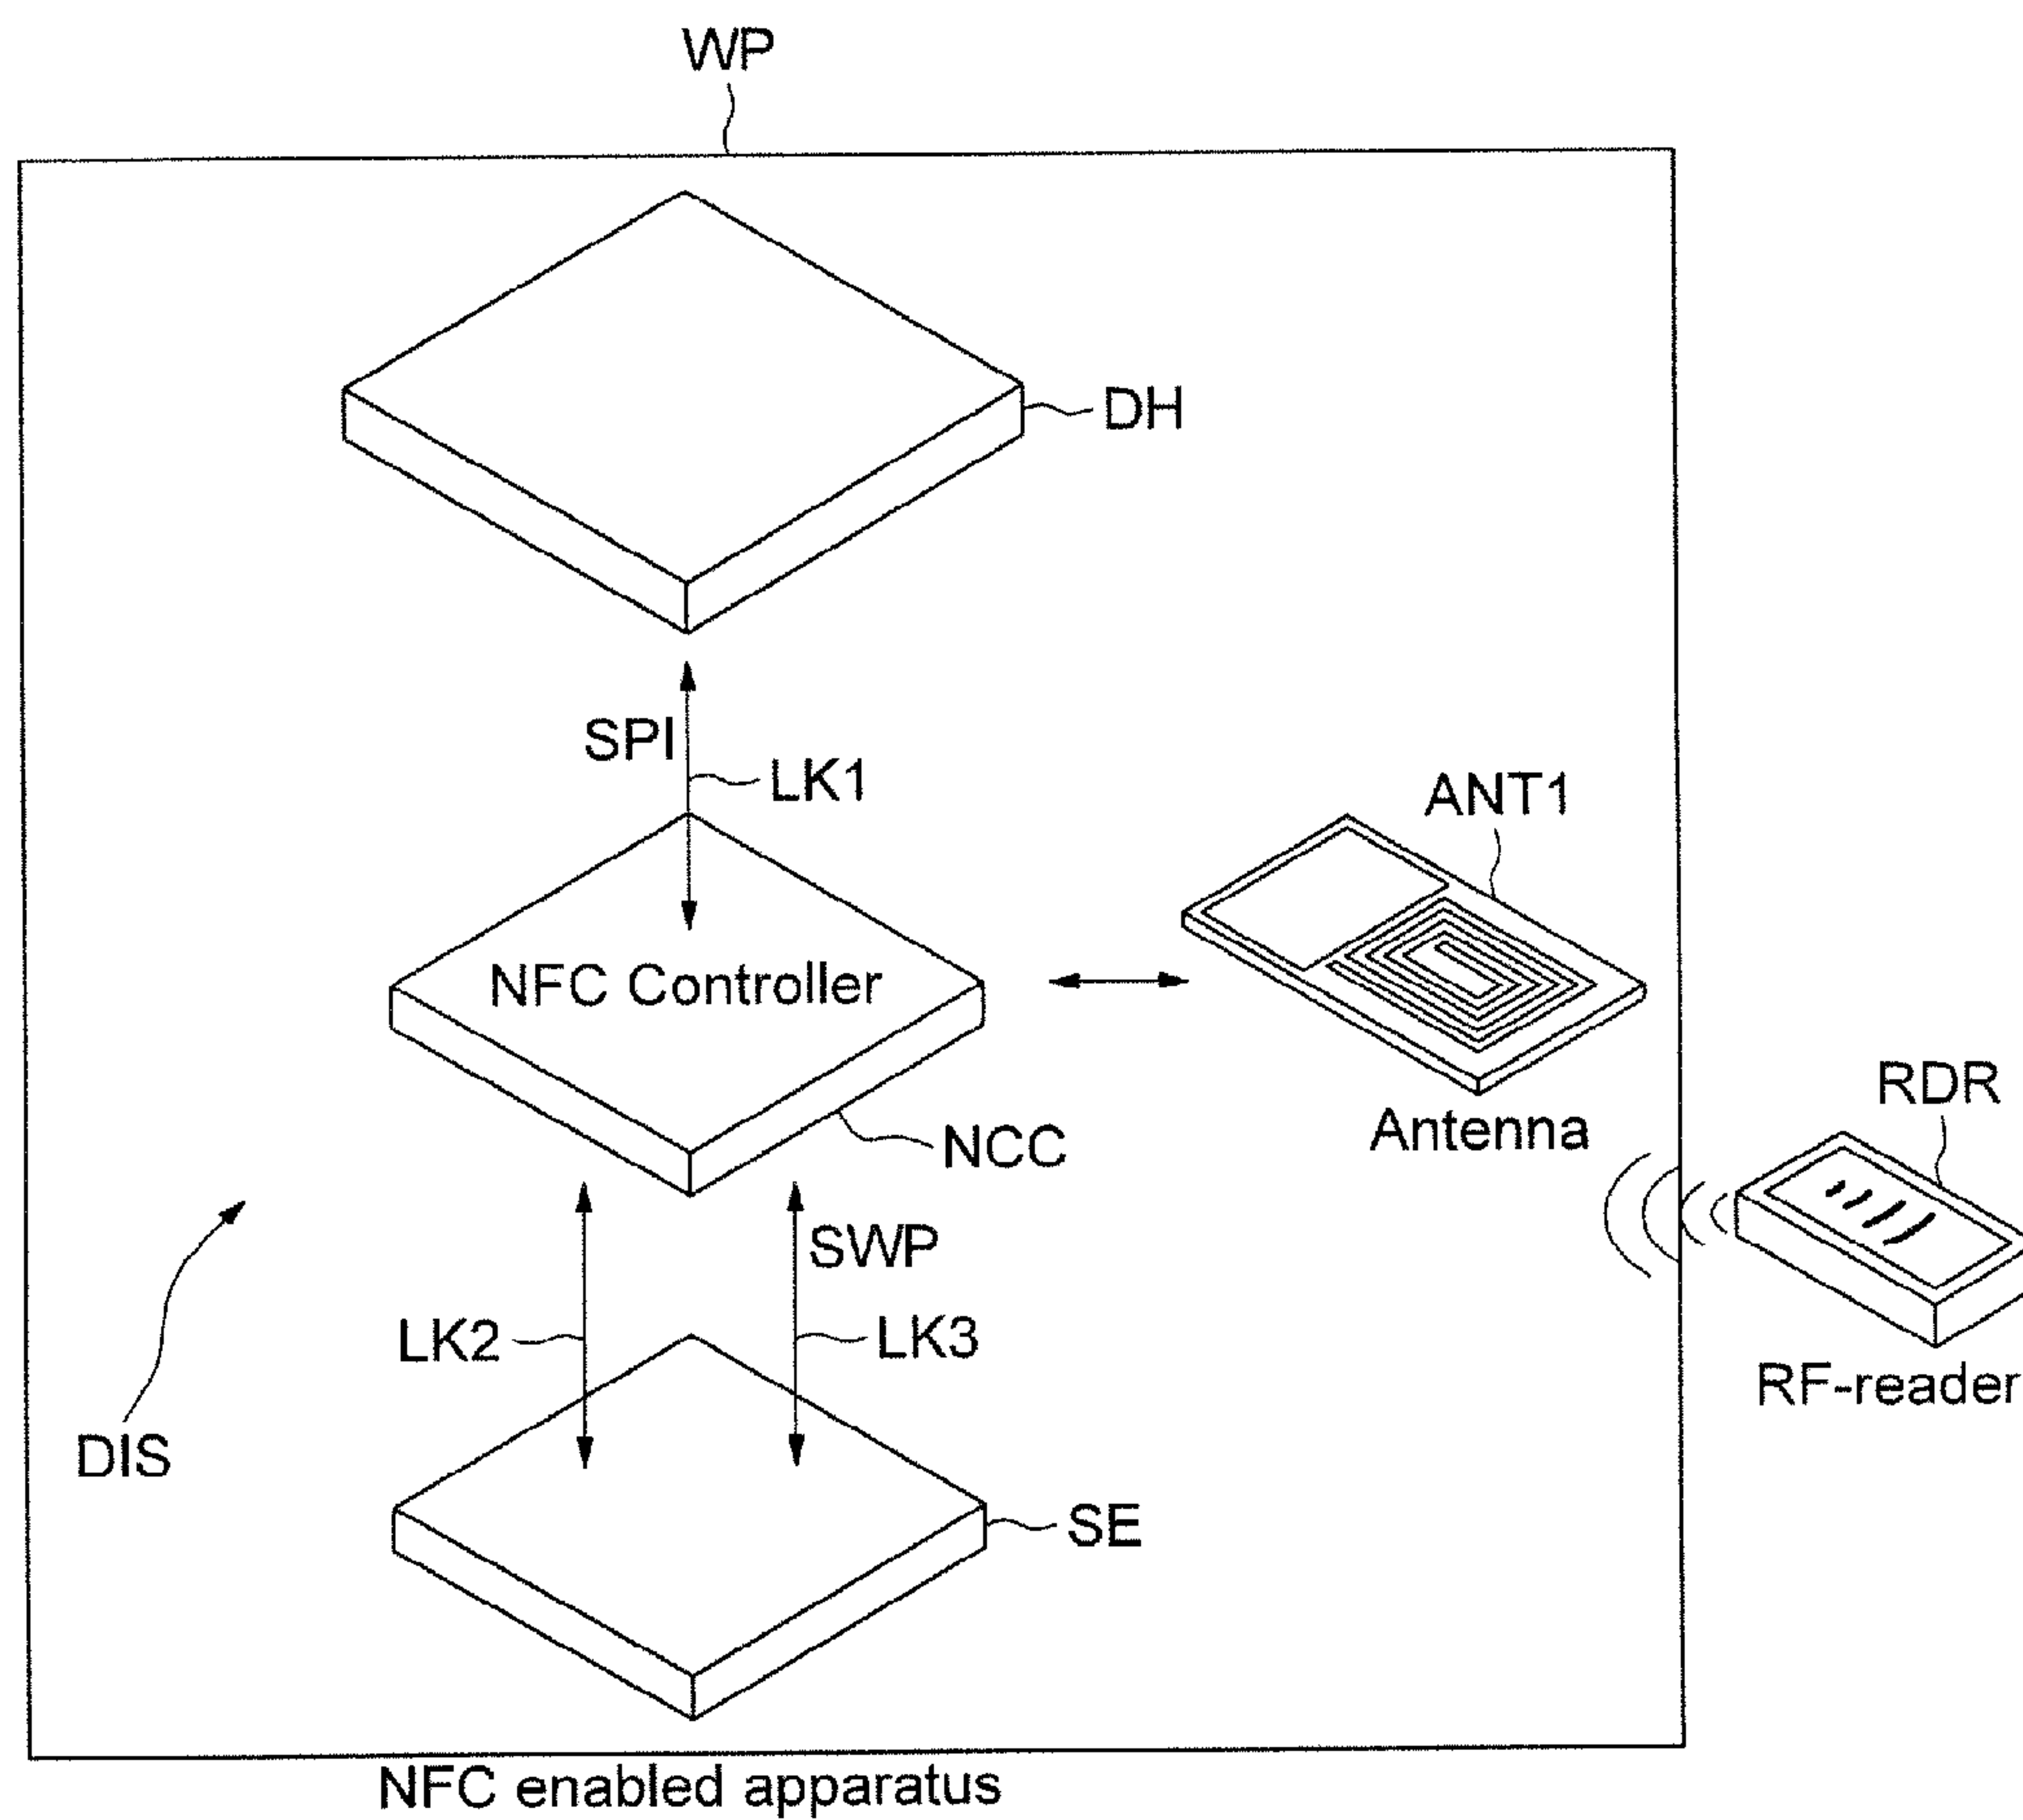 WP
DH
SPI
LK1
ANT1
NFC Controller
RDR
Antenna
NCC
SWP
LK2
LK3
RF-reader
DIS
SE
NFC enabled apparatus